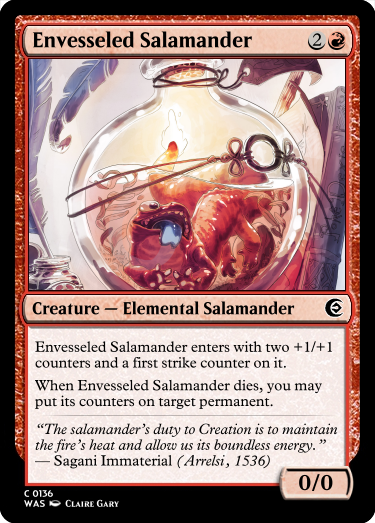 Envesseled Salamander 2
Creature — Elemental Salamander
Envesseled Salamander enters with two +1/+1
counters and a first strike counter on it.
When Envesseled Salamander dies, you may
put its counters on target permanent.
“The salamander’s duty to Creation is to maintain
the fire’s heat and allow us its boundless energy.”
— Sagani Immaterial (Arrelsi, 1536)
0/0
C 0136
WAS Claire Gary